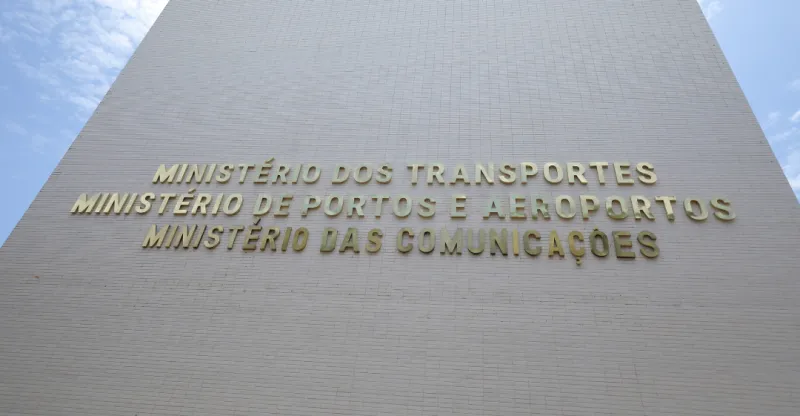 MINISTÉRIO DOS TRANSPORTES
MINISTÉRIO DE PORTOS E AEROPORTOS
MINISTÉRIO DAS COMUNICAÇÕES